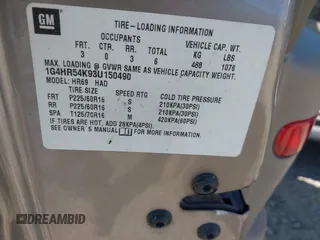 GM
TIRE-LOADING INFORMATION
OCCUPANTS VEHICLE CAP. WT.
FRT CTR RR TOTAL KG LBS
3 0 3 6 488 1076
MAX. LOADING @ GVWR SAME AS VEHICLE CAPACITY WEIGHT.
1G4HR54K93U150490
MODEL: HR69 HAD
TIRE SIZE SPEED RTG COLD TIRE PRESSURE
FRT P225/60R16 S 210KPA(30PSI)
RR P225/60R16 S 210KPA(30PSI)
SPA T125/70R16 M 420KPA(60PSI)
IF TIRES ARE HOT, ADD 28KPA(4PSI)
SEE OWNER'S MANUAL FOR ADDITIONAL
INFORMATION
DREAMBID